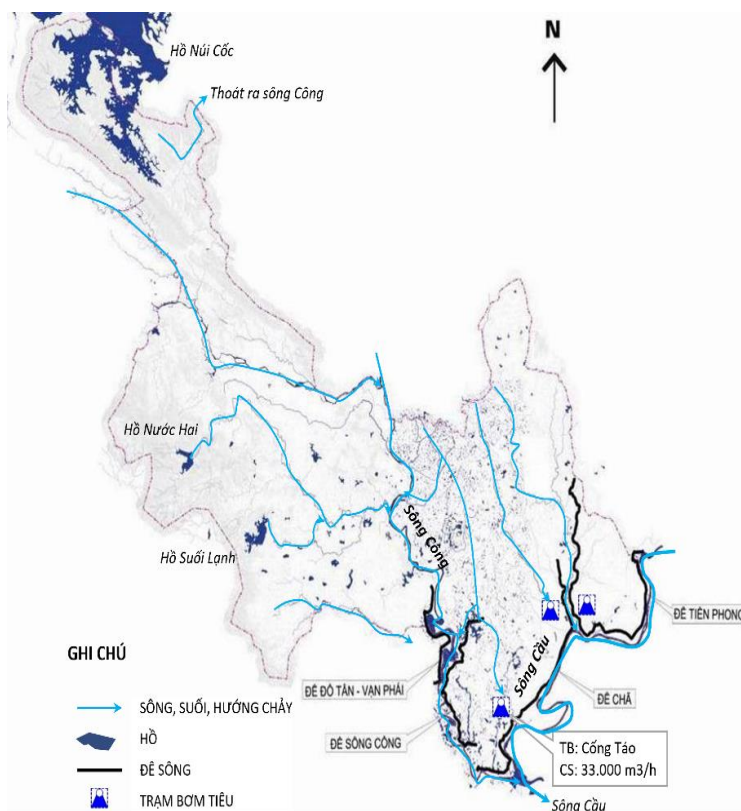 Hồ Núi Cốc
N
Thoát ra sông Công
Hồ Nước Hai
Sông Công
Hồ Suối Lạnh
ĐÊ TIÊN PHONG
GHI CHÚ
Sông Cầu
ĐÊ ĐÔ TÂN - VẠN PHÁI
ĐÊ CHÃ
SÔNG, SUỐI, HƯỚNG CHẢY
ĐÊ SÔNG CÔNG
HỒ
TB: Cống Táo
CS: 33.000 m3/h
ĐÊ SÔNG
TRẠM BƠM TIÊU
Sông Cầu